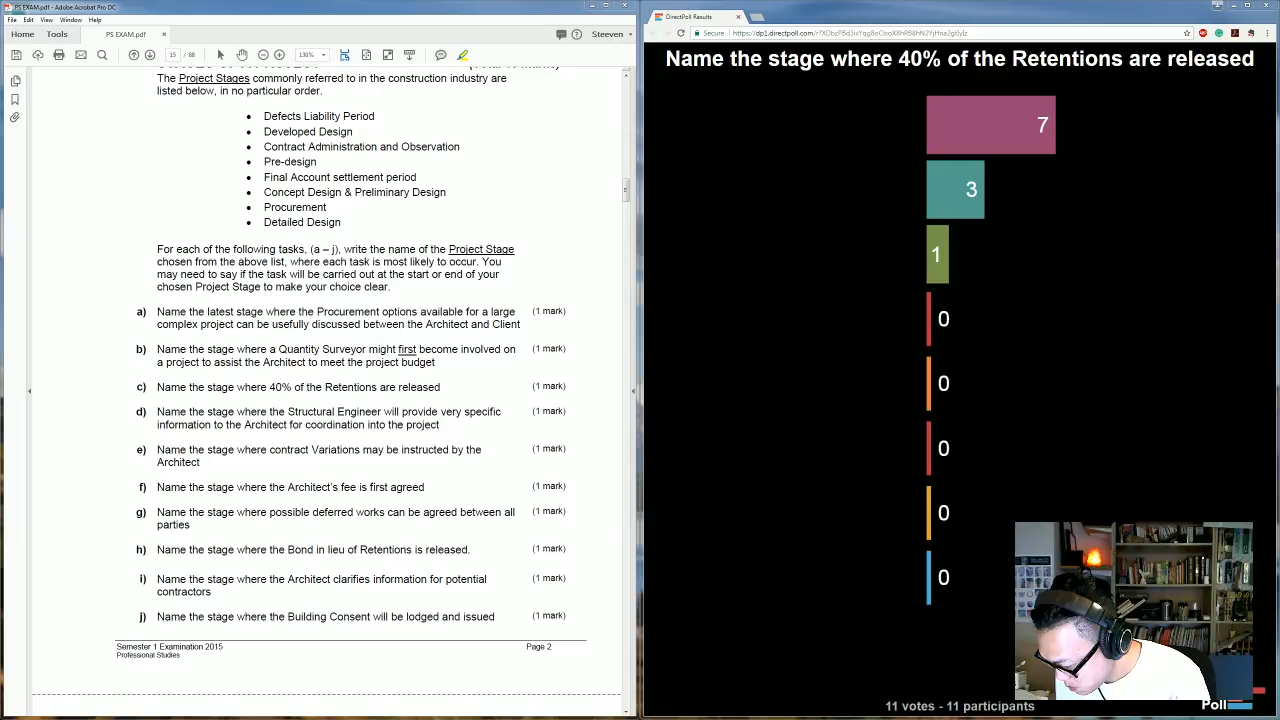 PS EXAM.pdf - Adobe Acrobat Pro DC
File Edit View Window Help
Home Tools PS EXAM.pdf × Steeven
15 / 88 130%
The Project Stages commonly referred to in the construction industry are
listed below, in no particular order.
• Defects Liability Period
• Developed Design
• Contract Administration and Observation
• Pre-design
• Final Account settlement period
• Concept Design & Preliminary Design
• Procurement
• Detailed Design
For each of the following tasks, (a – j), write the name of the Project Stage
chosen from the above list, where each task is most likely to occur. You
may need to say if the task will be carried out at the start or end of your
chosen Project Stage to make your choice clear.
a) Name the latest stage where the Procurement options available for a large (1 mark)
complex project can be usefully discussed between the Architect and Client
b) Name the stage where a Quantity Surveyor might first become involved on (1 mark)
a project to assist the Architect to meet the project budget
c) Name the stage where 40% of the Retentions are released (1 mark)
d) Name the stage where the Structural Engineer will provide very specific (1 mark)
information to the Architect for coordination into the project
e) Name the stage where contract Variations may be instructed by the (1 mark)
Architect
f) Name the stage where the Architect's fee is first agreed (1 mark)
g) Name the stage where possible deferred works can be agreed between all (1 mark)
parties
h) Name the stage where the Bond in lieu of Retentions is released. (1 mark)
i) Name the stage where the Architect clarifies information for potential (1 mark)
contractors
j) Name the stage where the Building Consent will be lodged and issued (1 mark)
Semester 1 Examination 2015 Page 2
Professional Studies
DirectPoll Results
Secure
Name the stage where 40% of the Retentions are released
7
3
1
0
0
0
0
0
11 votes - 11 participants
Poll